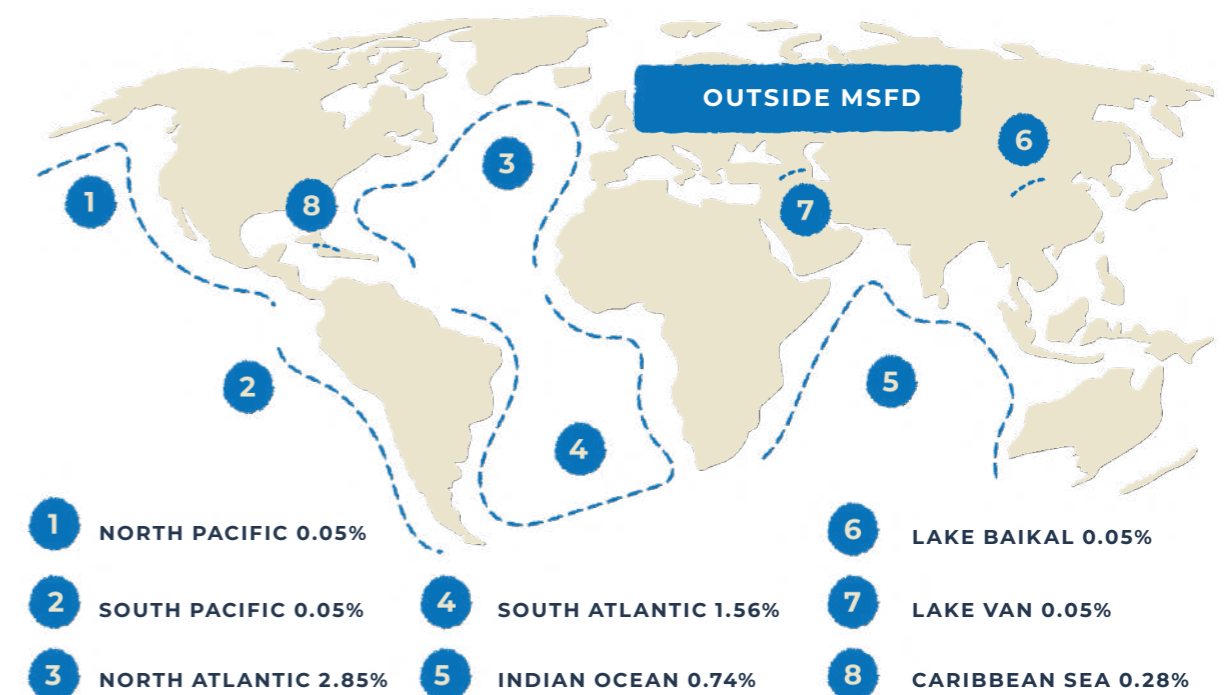 OUTSIDE MSFD
6
3
1
8
7
5
2
4
1 NORTH PACIFIC 0.05%
2 SOUTH PACIFIC 0.05%
3 NORTH ATLANTIC 2.85%
4 SOUTH ATLANTIC 1.56%
5 INDIAN OCEAN 0.74%
6 LAKE BAIKAL 0.05%
7 LAKE VAN 0.05%
8 CARIBBEAN SEA 0.28%